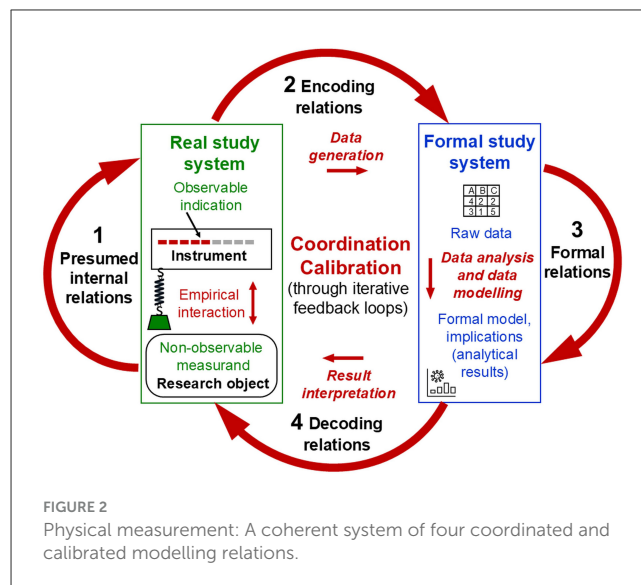 2 Encoding
relations
Real study
system
Observable
indication
Instrument
Empirical
interaction
Non-observable
measurand
Research object
1
Presumed
internal
relations
Data
generation
Coordination
Calibration
(through iterative
feedback loops)
Result
interpretation
Formal study
system
A B C
4 2 2
3 1 5
Raw data
Data analysis
and data
modelling
Formal model,
implications
(analytical
results)
3
Formal
relations
4 Decoding
relations
FIGURE 2
Physical measurement: A coherent system of four coordinated and
calibrated modelling relations.